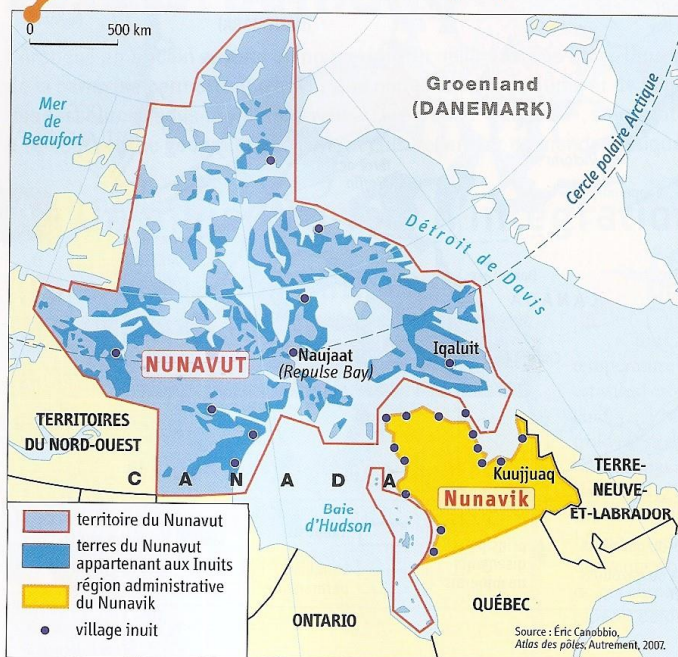 0 500 km
Mer
de
Beaufort
Groenland
(DANEMARK)
Cercle polaire Arctique
Détroit de Davis
NUNAVUT
Naujaat
(Repulse Bay)
Iqaluit
TERRITOIRES
DU NORD-OUEST
CANADA
Kuujjuaq
Nunavik
TERRE-
NEUVE-
ET-LABRADOR
Baie
d'Hudson
ONTARIO
QUÉBEC
territoire du Nunavut
terres du Nunavut
appartenant aux Inuits
région administrative
du Nunavik
village inuit
Source : Éric Canobbio,
Atlas des pôles, Autrement, 2007.